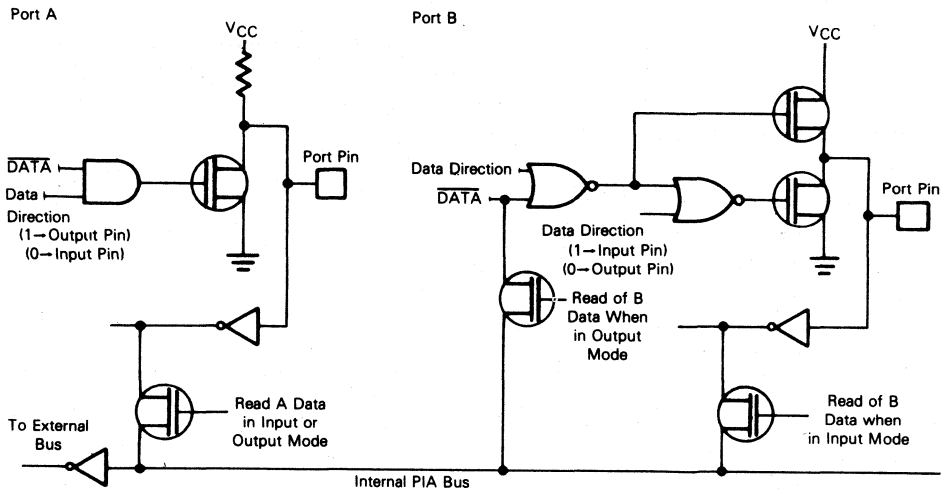 Port A
VCC
DATA
Data
Direction
(1→Output Pin)
(0→Input Pin)
Port Pin
Read A Data
in Input or
Output Mode
To External
Bus
Internal PIA Bus
Port B
VCC
Data Direction
DATA
Data Direction
(1→Input Pin)
(0→Output Pin)
Port Pin
Read of B
Data When
in Output
Mode
Read of B
Data when
in Input Mode